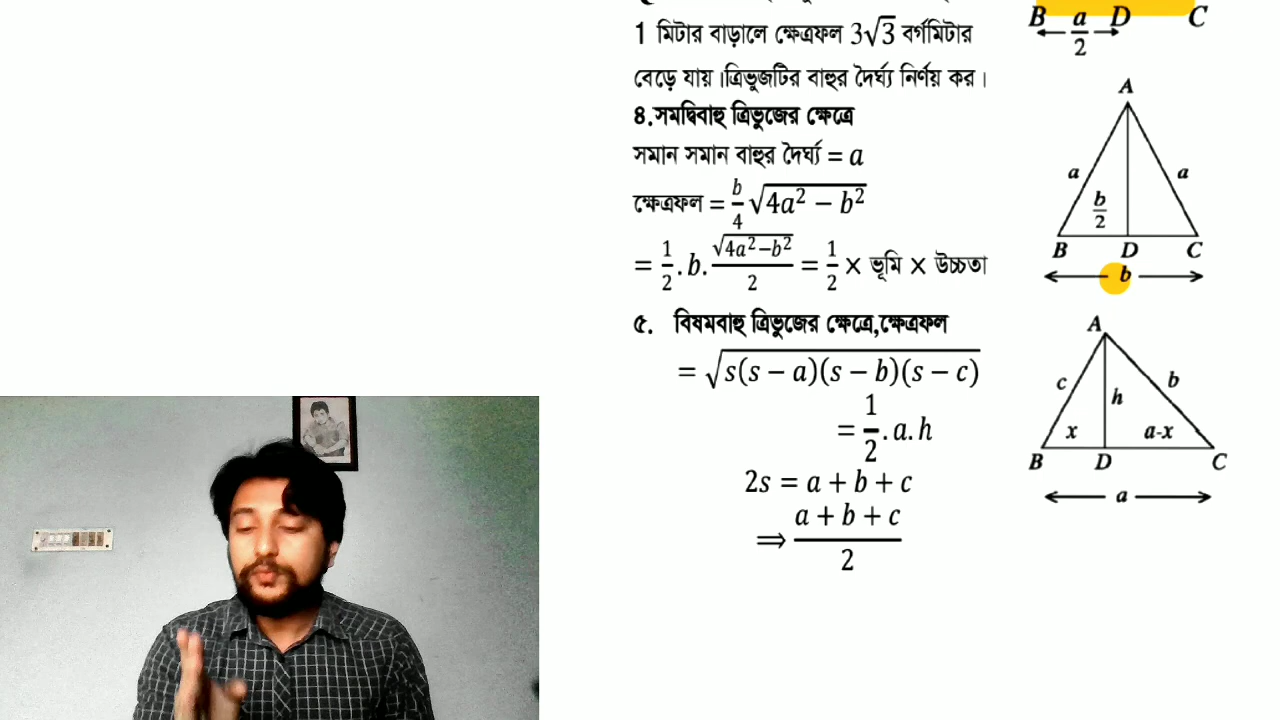 1 মিটার বাড়ালে ক্ষেত্রফল 3√3 বর্গমিটার
বেড়ে যায়।ত্রিভুজটির বাহুর দৈর্ঘ্য নির্ণয় কর।
৪.সমদ্বিবাহু ত্রিভুজের ক্ষেত্রে
সমান সমান বাহুর দৈর্ঘ্য = a
ক্ষেত্রফল = b/4 √(4a² − b²)
= 1/2 . b. √(4a²−b²)/2 = 1/2 × ভূমি × উচ্চতা
৫. বিষমবাহু ত্রিভুজের ক্ষেত্রে,ক্ষেত্রফল
= √(s(s − a)(s − b)(s − c))
= 1/2 . a. h
2s = a + b + c
⟹ (a + b + c)/2
B a/2 D C
A
a a
b/2
B D C
b
A
c h b
x a-x
B D C
a